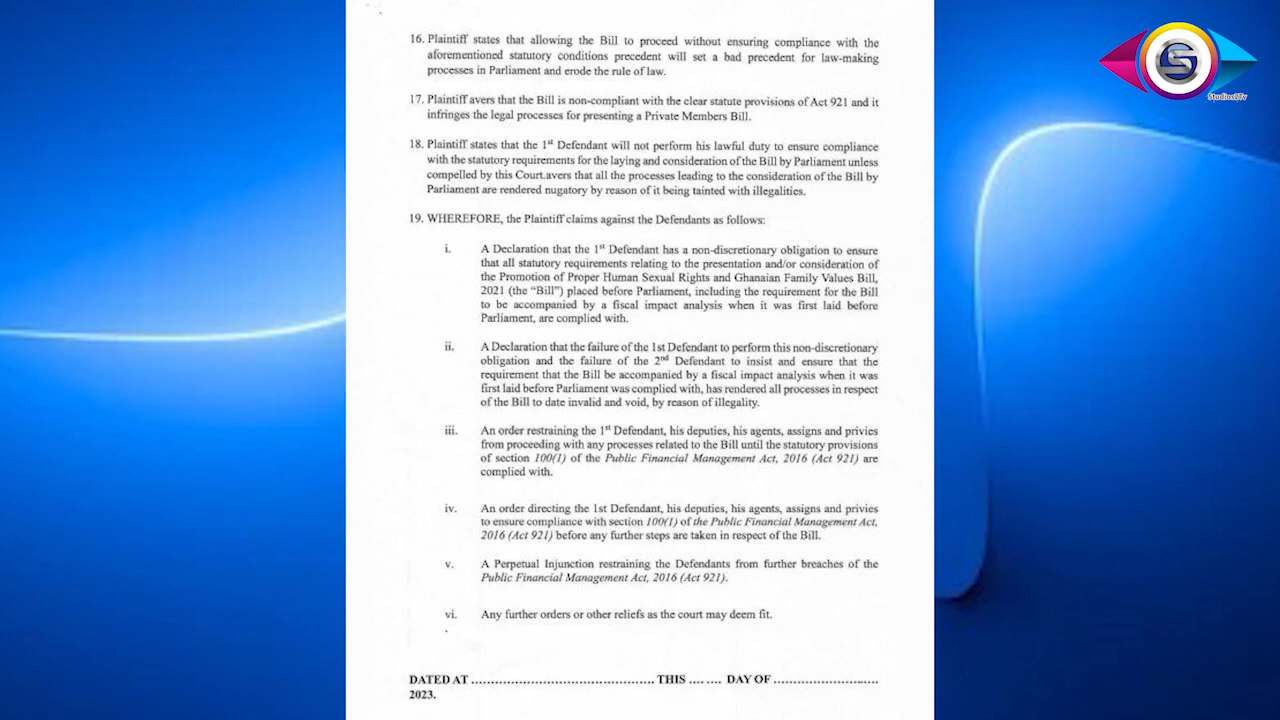 16. Plaintiff states that allowing the Bill to proceed without ensuring compliance with the
aforementioned statutory conditions precedent will set a bad precedent for law-making
processes in Parliament and erode the rule of law.
17. Plaintiff avers that the Bill is non-compliant with the clear statute provisions of Act 921 and it
infringes the legal processes for presenting a Private Members Bill.
18. Plaintiff states that the 1st Defendant will not perform his lawful duty to ensure compliance
with the statutory requirements for the laying and consideration of the Bill by Parliament unless
compelled by this Court.avers that all the processes leading to the consideration of the Bill by
Parliament are rendered nugatory by reason of it being tainted with illegalities.
19. WHEREFORE, the Plaintiff claims against the Defendants as follows:
i. A Declaration that the 1st Defendant has a non-discretionary obligation to ensure
that all statutory requirements relating to the presentation and/or consideration of
the Promotion of Proper Human Sexual Rights and Ghanaian Family Values Bill,
2021 (the “Bill”) placed before Parliament, including the requirement for the Bill
to be accompanied by a fiscal impact analysis when it was first laid before
Parliament, are complied with.
ii. A Declaration that the failure of the 1st Defendant to perform this non-discretionary
obligation and the failure of the 2nd Defendant to insist and ensure that the
requirement that the Bill be accompanied by a fiscal impact analysis when it was
first laid before Parliament was complied with, has rendered all processes in respect
of the Bill to date invalid and void, by reason of illegality.
iii. An order restraining the 1st Defendant, his deputies, his agents, assigns and privies
from proceeding with any processes related to the Bill until the statutory provisions
of section 100(1) of the Public Financial Management Act, 2016 (Act 921) are
complied with.
iv. An order directing the 1st Defendant, his deputies, his agents, assigns and privies
to ensure compliance with section 100(1) of the Public Financial Management Act,
2016 (Act 921) before any further steps are taken in respect of the Bill.
v. A Perpetual Injunction restraining the Defendants from further breaches of the
Public Financial Management Act, 2016 (Act 921).
vi. Any further orders or other reliefs as the court may deem fit.
DATED AT ............................................. THIS .... .... DAY OF ..........................
2023.
S
Studios2Tv